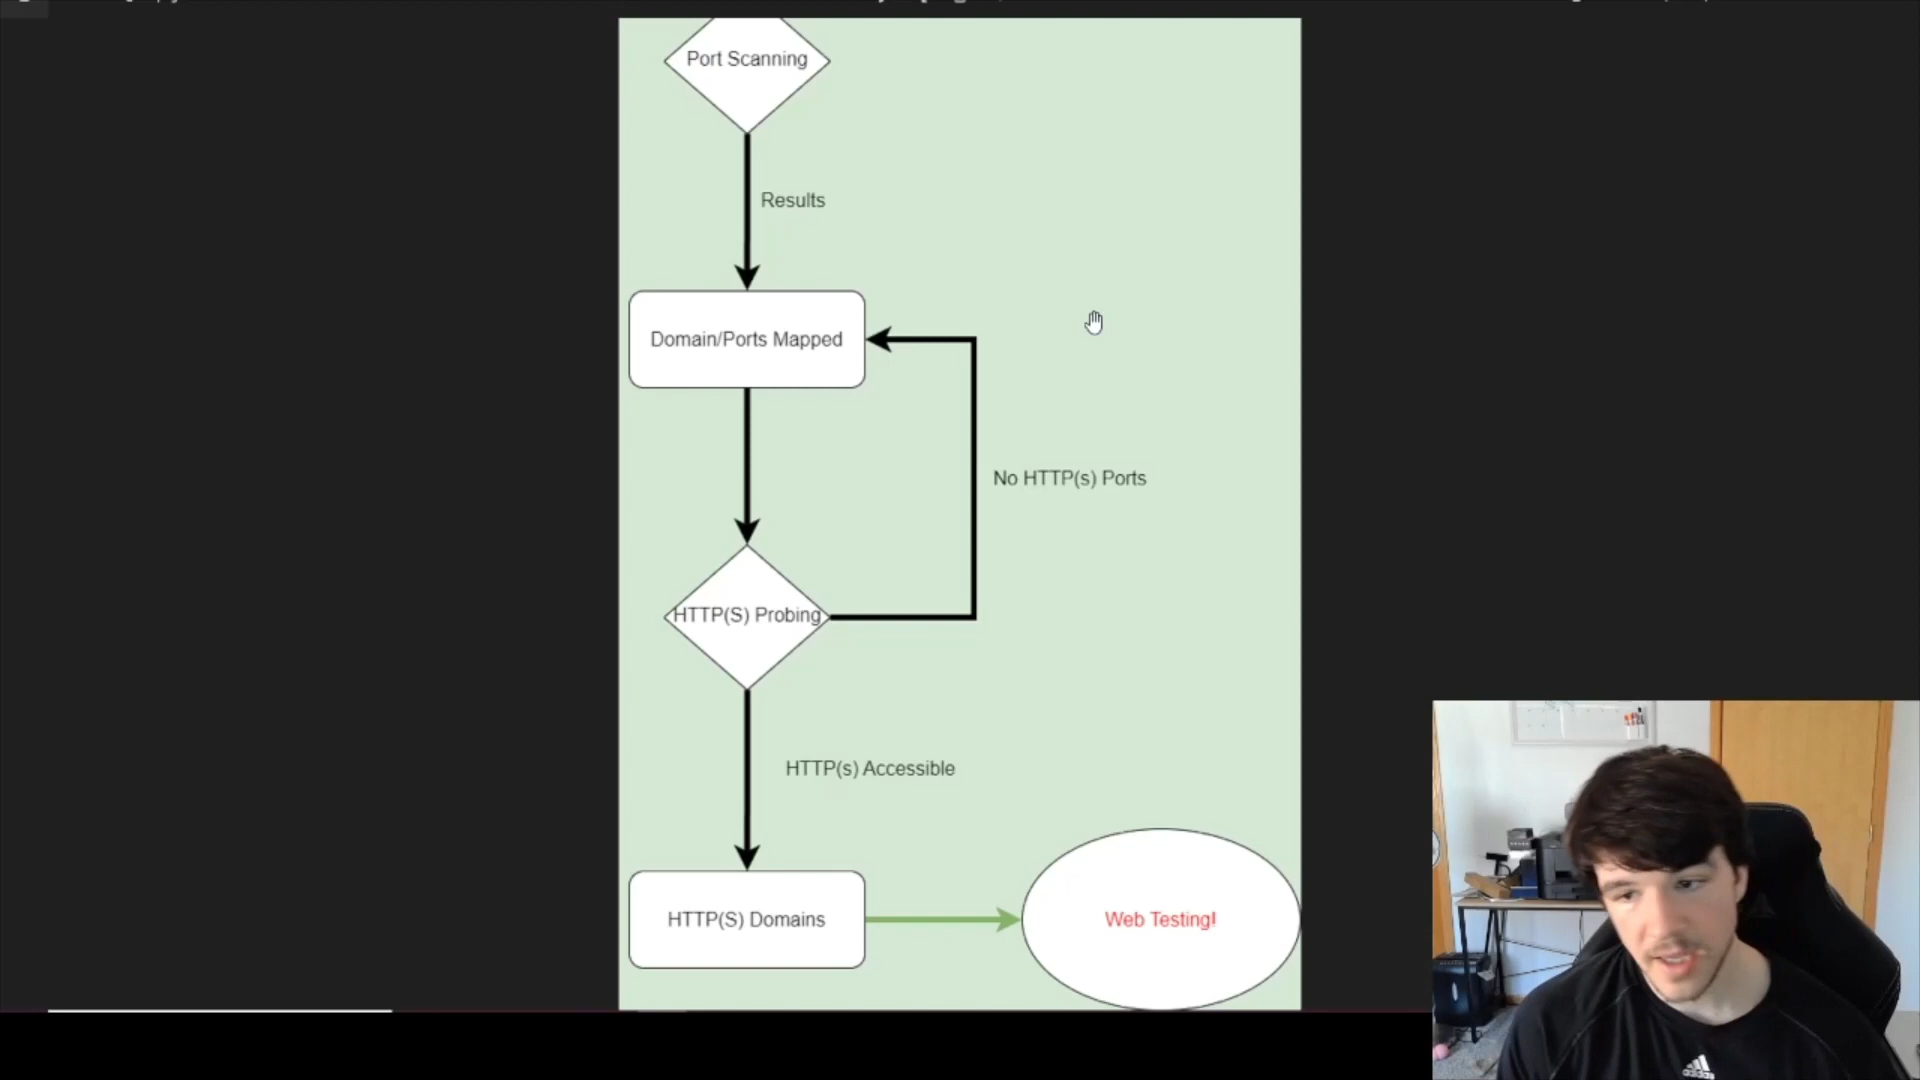 Port Scanning
Results
Domain/Ports Mapped
No HTTP(s) Ports
HTTP(S) Probing
HTTP(s) Accessible
HTTP(S) Domains
Web Testing!